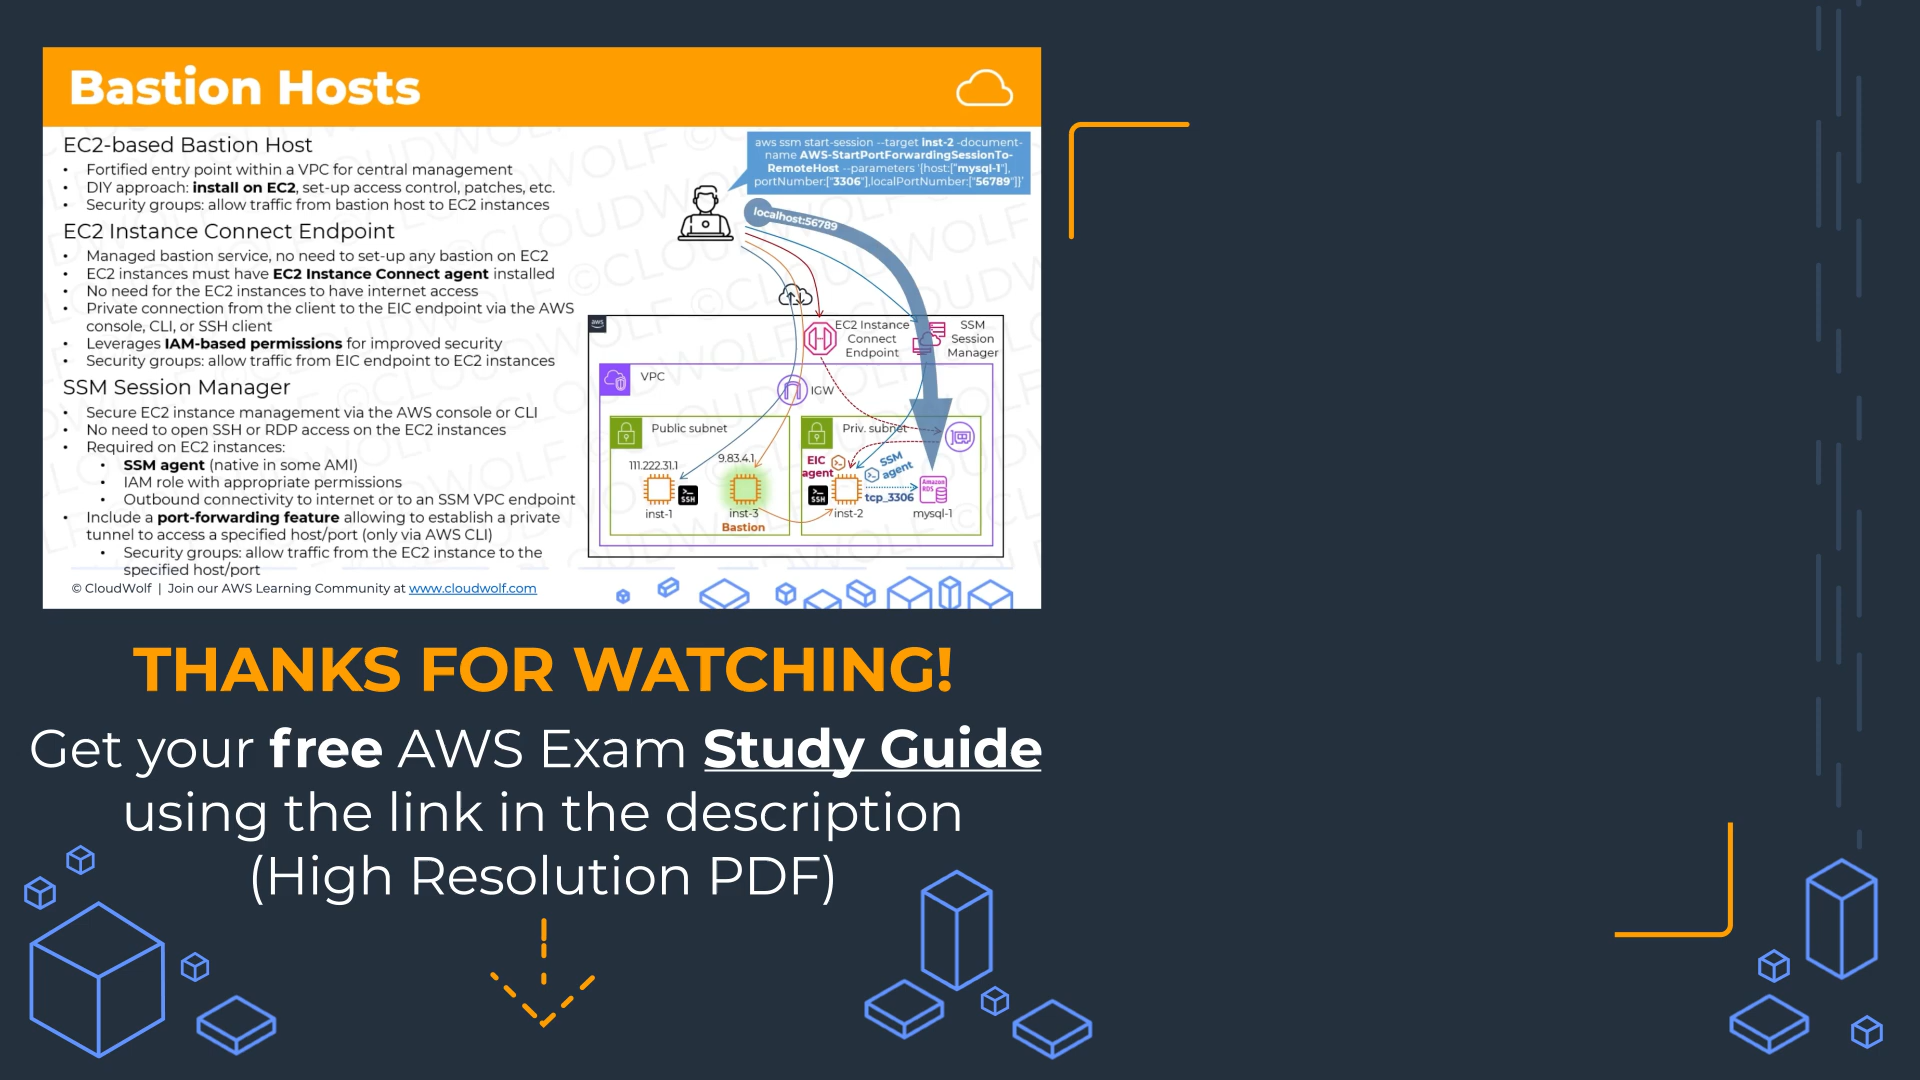 Bastion Hosts
EC2-based Bastion Host
• Fortified entry point within a VPC for central management
• DIY approach: install on EC2, set-up access control, patches, etc.
• Security groups: allow traffic from bastion host to EC2 instances
EC2 Instance Connect Endpoint
• Managed bastion service, no need to set-up any bastion on EC2
• EC2 instances must have EC2 Instance Connect agent installed
• No need for the EC2 instances to have internet access
• Private connection from the client to the EIC endpoint via the AWS
console, CLI, or SSH client
• Leverages IAM-based permissions for improved security
• Security groups: allow traffic from EIC endpoint to EC2 instances
SSM Session Manager
• Secure EC2 instance management via the AWS console or CLI
• No need to open SSH or RDP access on the EC2 instances
• Required on EC2 instances:
• SSM agent (native in some AMI)
• IAM role with appropriate permissions
• Outbound connectivity to internet or to an SSM VPC endpoint
• Include a port-forwarding feature allowing to establish a private
tunnel to access a specified host/port (only via AWS CLI)
• Security groups: allow traffic from the EC2 instance to the
specified host/port
© CloudWolf | Join our AWS Learning Community at www.cloudwolf.com
aws ssm start-session --target inst-2 -document-
name AWS-StartPortForwardingSessionTo-
RemoteHost --parameters '{host:["mysql-1"],
portNumber:["3306"],localPortNumber:["56789"]}'
localhost:56789
aws
EC2 Instance
Connect
Endpoint
SSM
Session
Manager
VPC
IGW
Public subnet
Priv. subnet
111.222.31.1
9.83.4.1
EIC
agent
SSM
agent
SSH
SSH
tcp_3306
Amazon
RDS
inst-1
inst-3
Bastion
inst-2
mysql-1
THANKS FOR WATCHING!
Get your free AWS Exam Study Guide
using the link in the description
(High Resolution PDF)